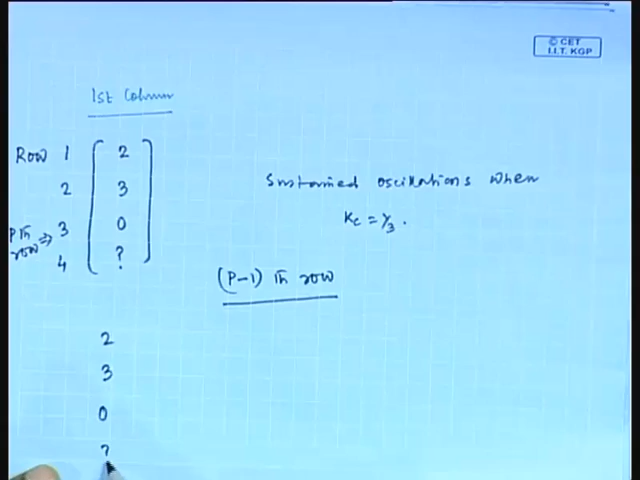 © CET
I.I.T. KGP
1st Column
Row 1 2
2 3
Pth row ⇒ 3 0
4 ?
Sustained oscillations when
Kc = 1/3 .
(P-1) th row
2
3
0
?